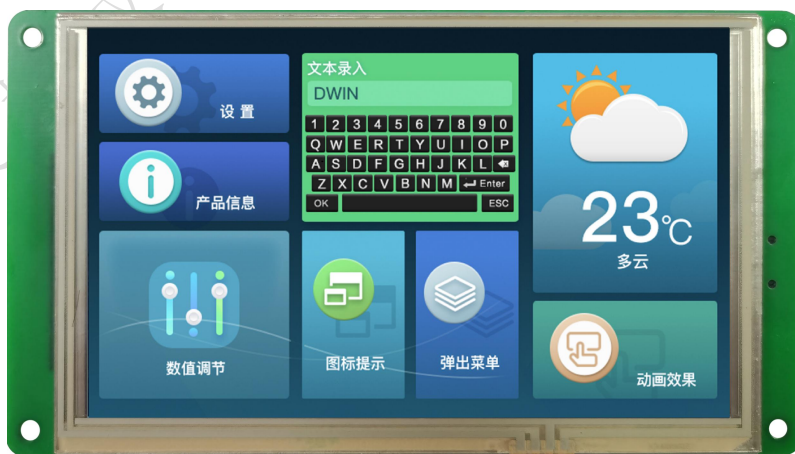 设 置
产品信息
数值调节
文本录入
DWIN
1 2 3 4 5 6 7 8 9 0
Q W E R T Y U I O P
A S D F G H J K L
Z X C V B N M Enter
OK ESC
图标提示
弹出菜单
23℃
多云
动画效果